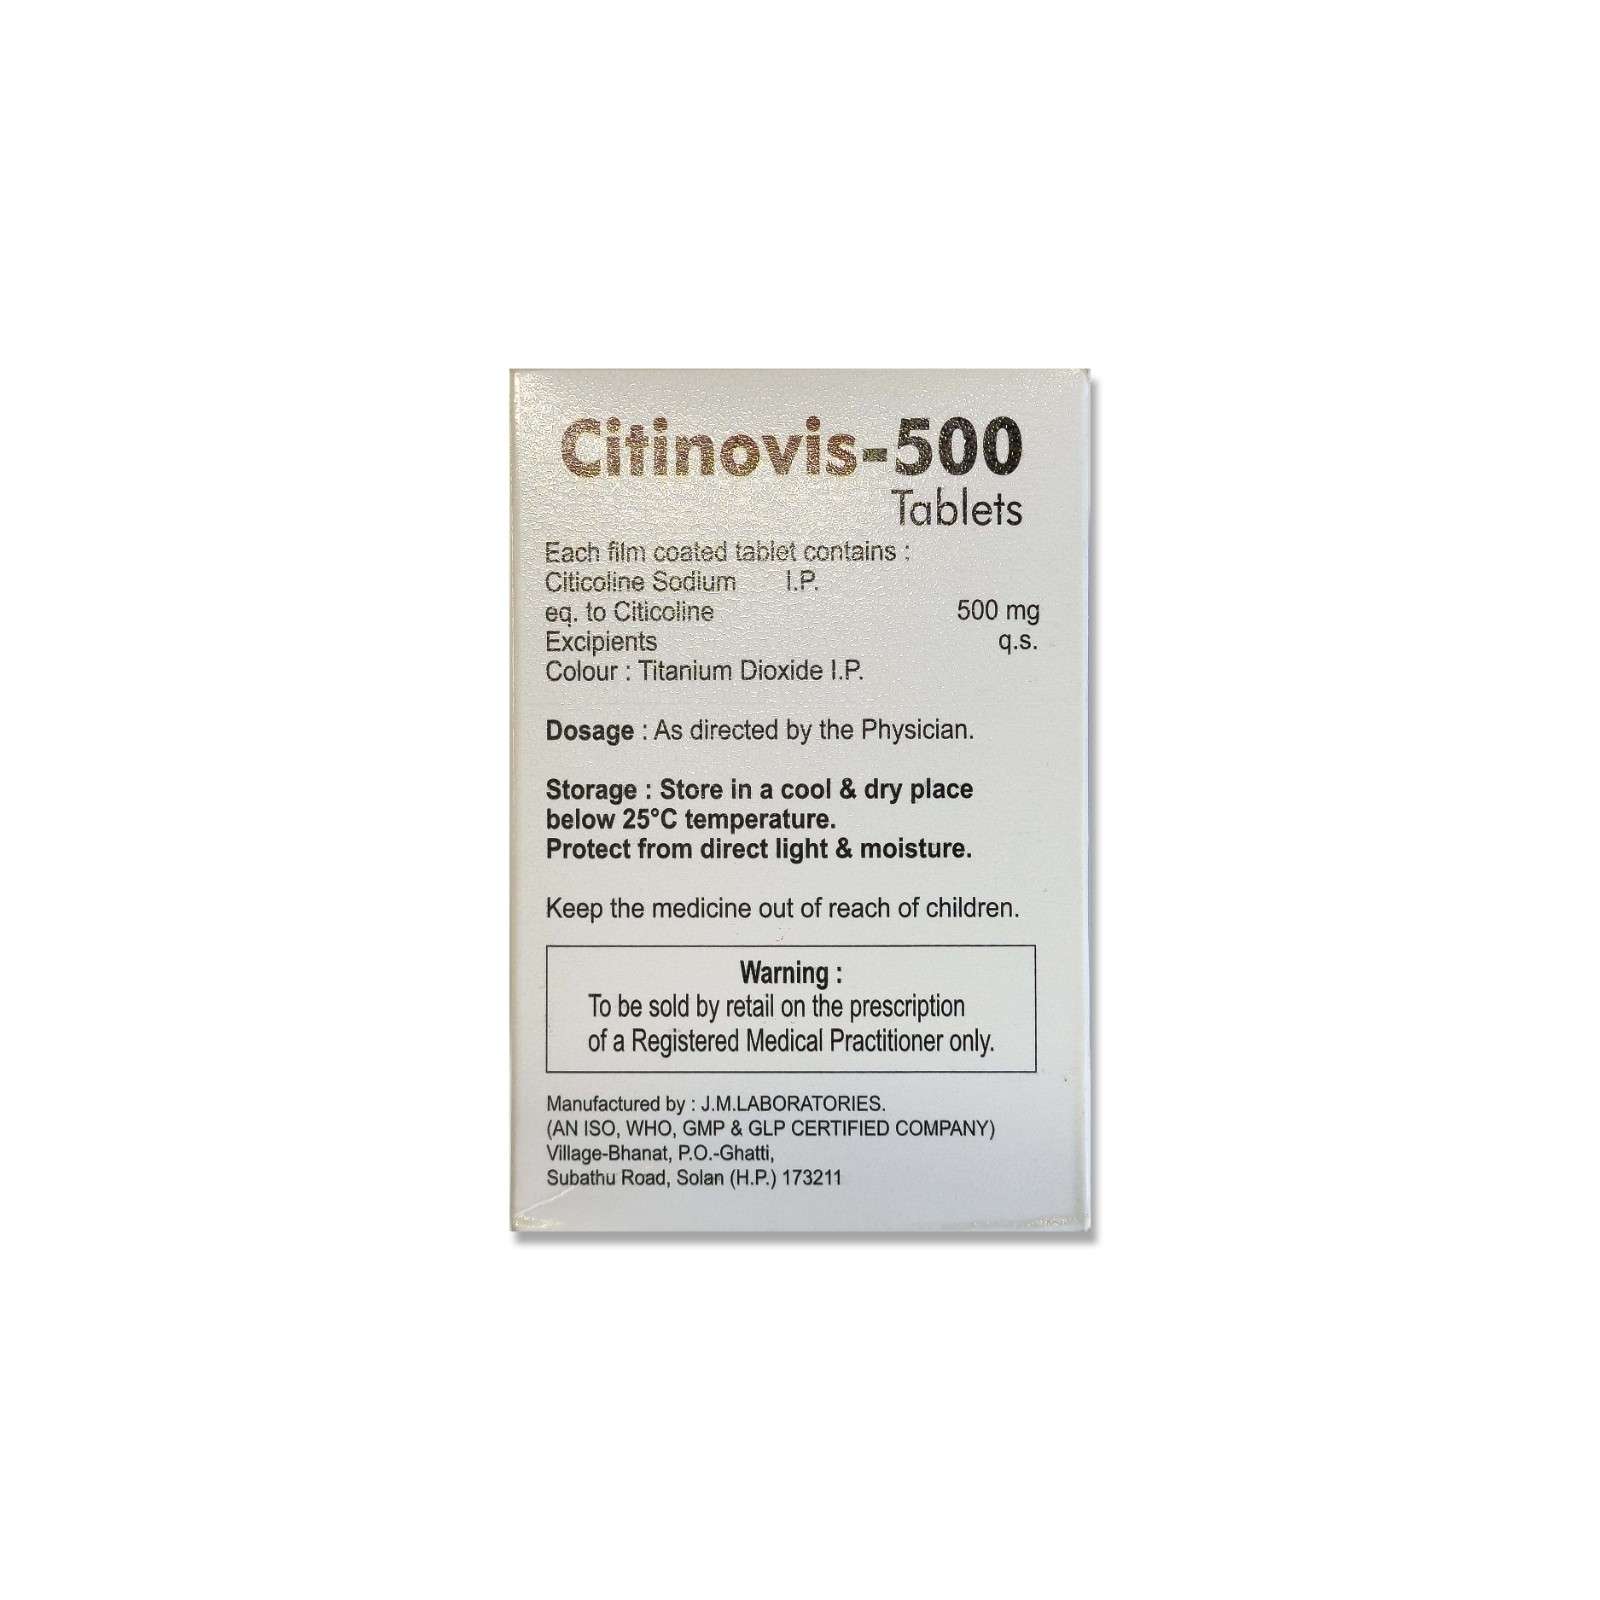 Citinovis-500
Tablets
Each film coated tablet contains :
Citicoline Sodium I.P.
eq. to Citicoline 500 mg
Excipients q.s.
Colour : Titanium Dioxide I.P.
Dosage : As directed by the Physician.
Storage : Store in a cool & dry place
below 25°C temperature.
Protect from direct light & moisture.
Keep the medicine out of reach of children.
Warning :
To be sold by retail on the prescription
of a Registered Medical Practitioner only.
Manufactured by : J.M.LABORATORIES.
(AN ISO, WHO, GMP & GLP CERTIFIED COMPANY)
Village-Bhanat, P.O.-Ghatti,
Subathu Road, Solan (H.P.) 173211